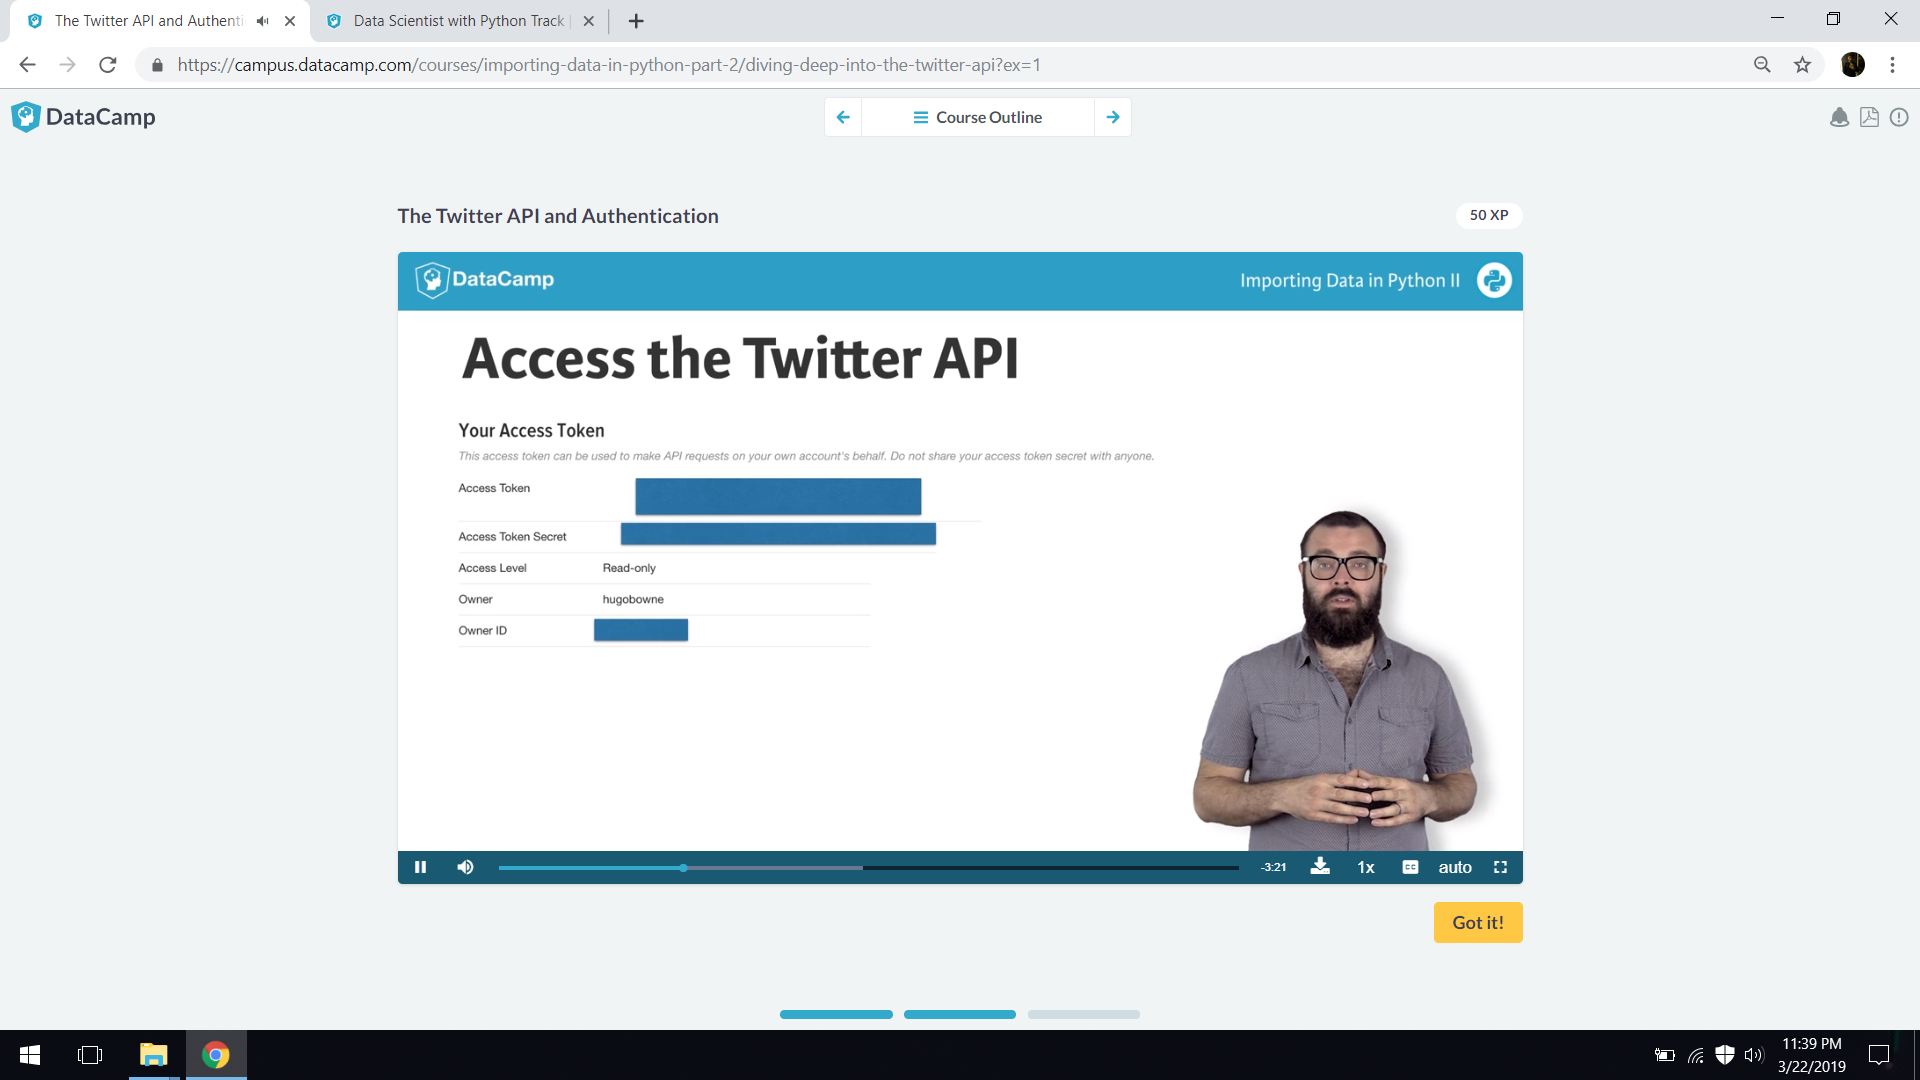 The Twitter API and Authenti
Data Scientist with Python Track
https://campus.datacamp.com/courses/importing-data-in-python-part-2/diving-deep-into-the-twitter-api?ex=1
DataCamp
Course Outline
The Twitter API and Authentication
50 XP
DataCamp
Importing Data in Python II
Access the Twitter API
Your Access Token
This access token can be used to make API requests on your own account's behalf. Do not share your access token secret with anyone.
Access Token
Access Token Secret
Access Level Read-only
Owner hugobowne
Owner ID
-3:21
1x
CC
auto
Got it!
11:39 PM
3/22/2019